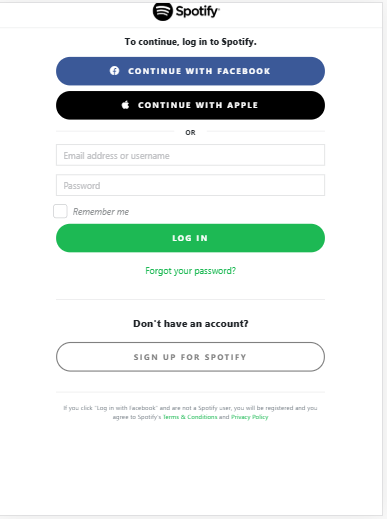 Spotify
To continue, log in to Spotify.
CONTINUE WITH FACEBOOK
CONTINUE WITH APPLE
OR
Email address or username
Password
Remember me
LOG IN
Forgot your password?
Don't have an account?
SIGN UP FOR SPOTIFY
If you click "Log in with Facebook" and are not a Spotify user, you will be registered and you
agree to Spotify's Terms & Conditions and Privacy Policy